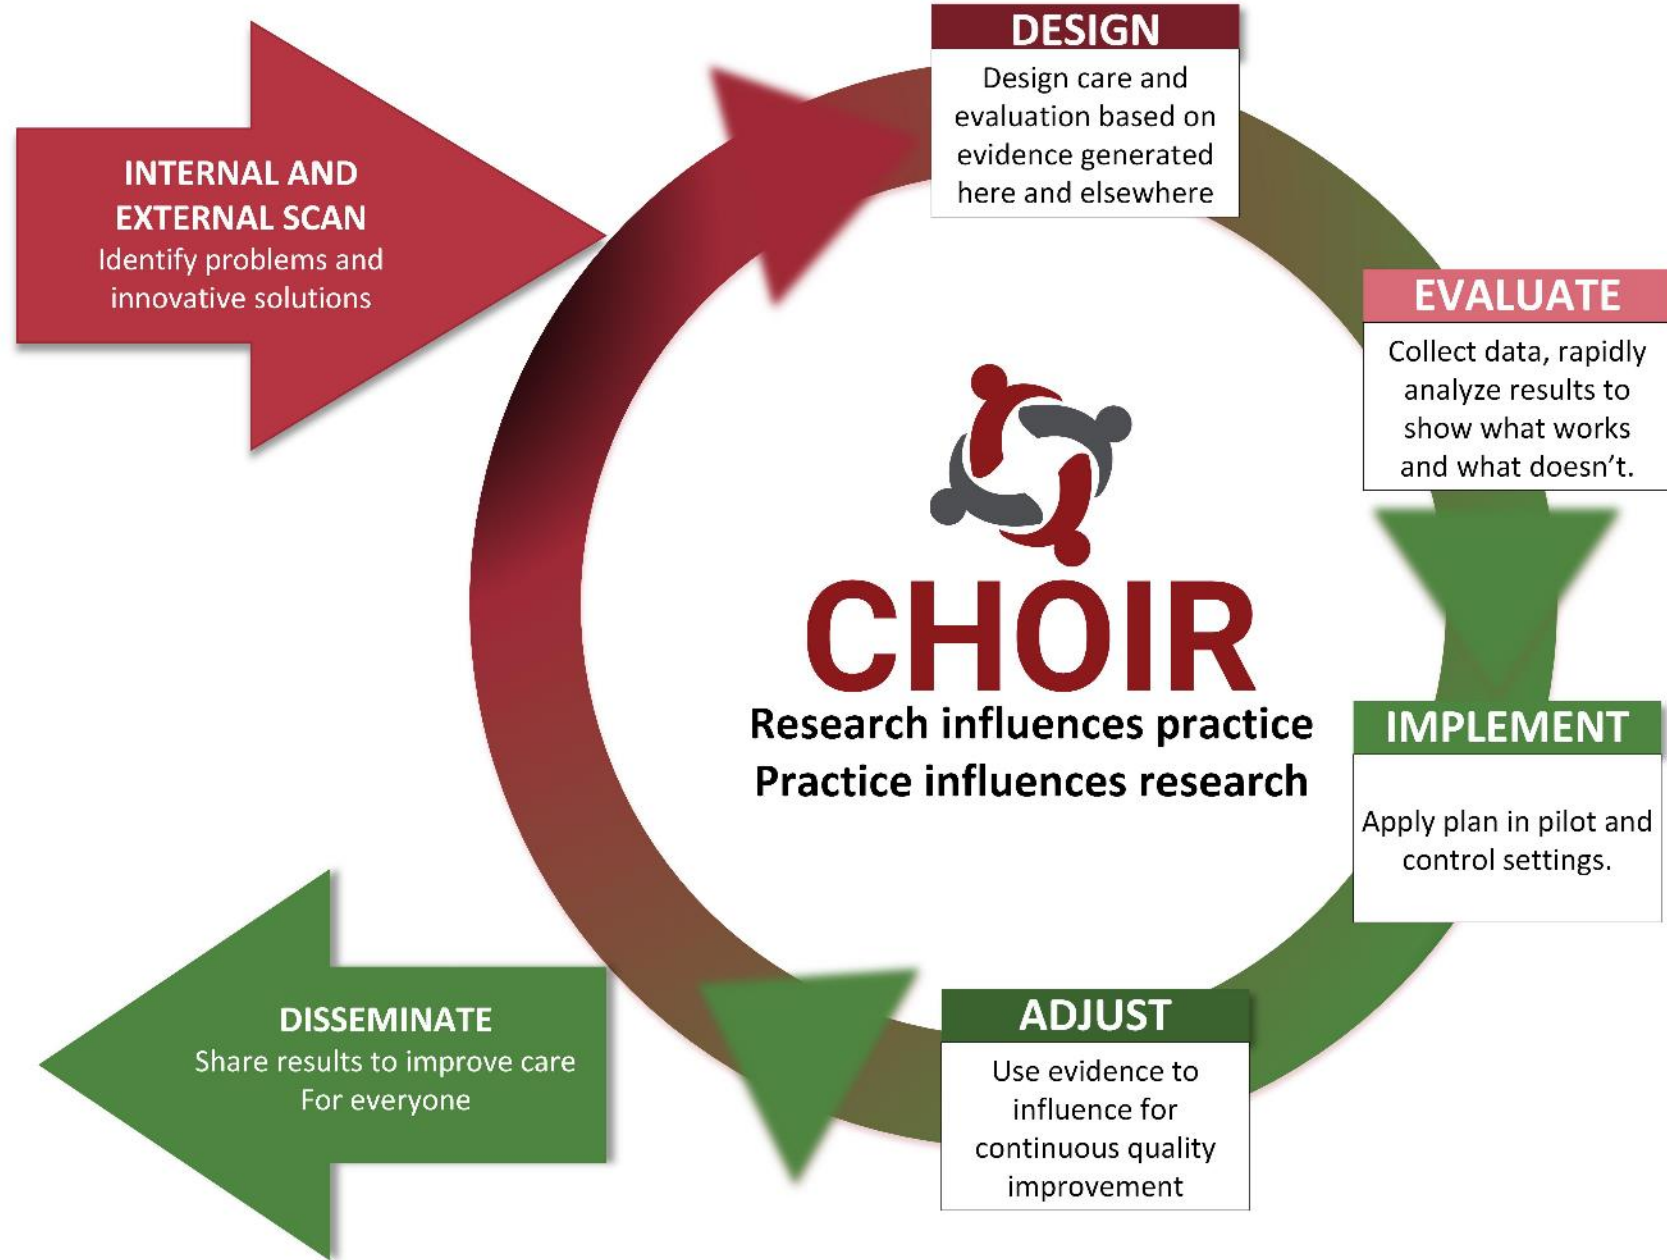 DESIGN
Design care and
evaluation based on
evidence generated
here and elsewhere
INTERNAL AND
EXTERNAL SCAN
Identify problems and
innovative solutions
EVALUATE
Collect data, rapidly
analyze results to
show what works
and what doesn’t.
CHOIR
Research influences practice
Practice influences research
IMPLEMENT
Apply plan in pilot and
control settings.
ADJUST
Use evidence to
influence for
continuous quality
improvement
DISSEMINATE
Share results to improve care
For everyone